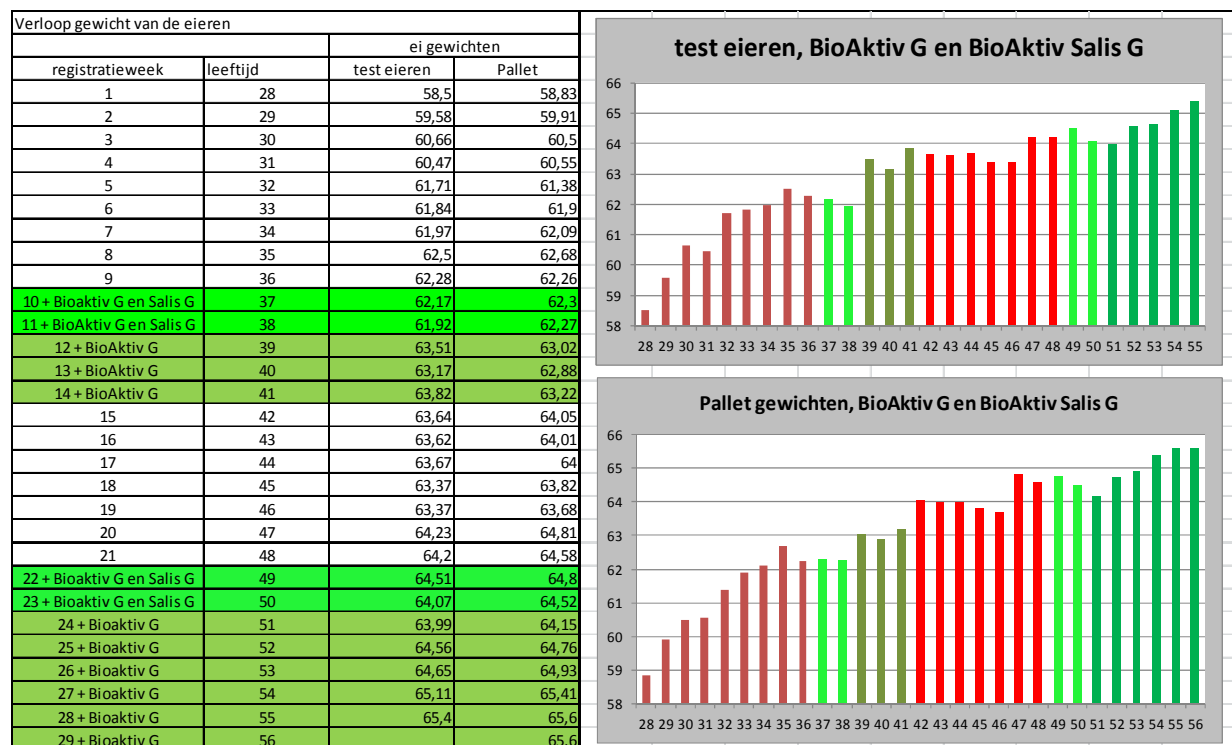 Verloop gewicht van de eieren
ei gewichten
registratieweek leeftijd test eieren Pallet
1 28 58,5 58,83
2 29 59,58 59,91
3 30 60,66 60,5
4 31 60,47 60,55
5 32 61,71 61,38
6 33 61,84 61,9
7 34 61,97 62,09
8 35 62,5 62,68
9 36 62,28 62,26
10 + Bioaktiv G en Salis G 37 62,17 62,3
11 + BioAktiv G en Salis G 38 61,92 62,27
12 + BioAktiv G 39 63,51 63,02
13 + BioAktiv G 40 63,17 62,88
14 + BioAktiv G 41 63,82 63,22
15 42 63,64 64,05
16 43 63,62 64,01
17 44 63,67 64
18 45 63,37 63,82
19 46 63,37 63,68
20 47 64,23 64,81
21 48 64,2 64,58
22 + Bioaktiv G en Salis G 49 64,51 64,8
23 + Bioaktiv G en Salis G 50 64,07 64,52
24 + Bioaktiv G 51 63,99 64,15
25 + Bioaktiv G 52 64,56 64,76
26 + Bioaktiv G 53 64,65 64,93
27 + Bioaktiv G 54 65,11 65,41
28 + Bioaktiv G 55 65,4 65,6
29 + Bioaktiv G 56 65,6
test eieren, BioAktiv G en BioAktiv Salis G
66
65
64
63
62
61
60
59
58
28 29 30 31 32 33 34 35 36 37 38 39 40 41 42 43 44 45 46 47 48 49 50 51 52 53 54 55
Pallet gewichten, BioAktiv G en BioAktiv Salis G
66
65
64
63
62
61
60
59
58
28 29 30 31 32 33 34 35 36 37 38 39 40 41 42 43 44 45 46 47 48 49 50 51 52 53 54 55 56